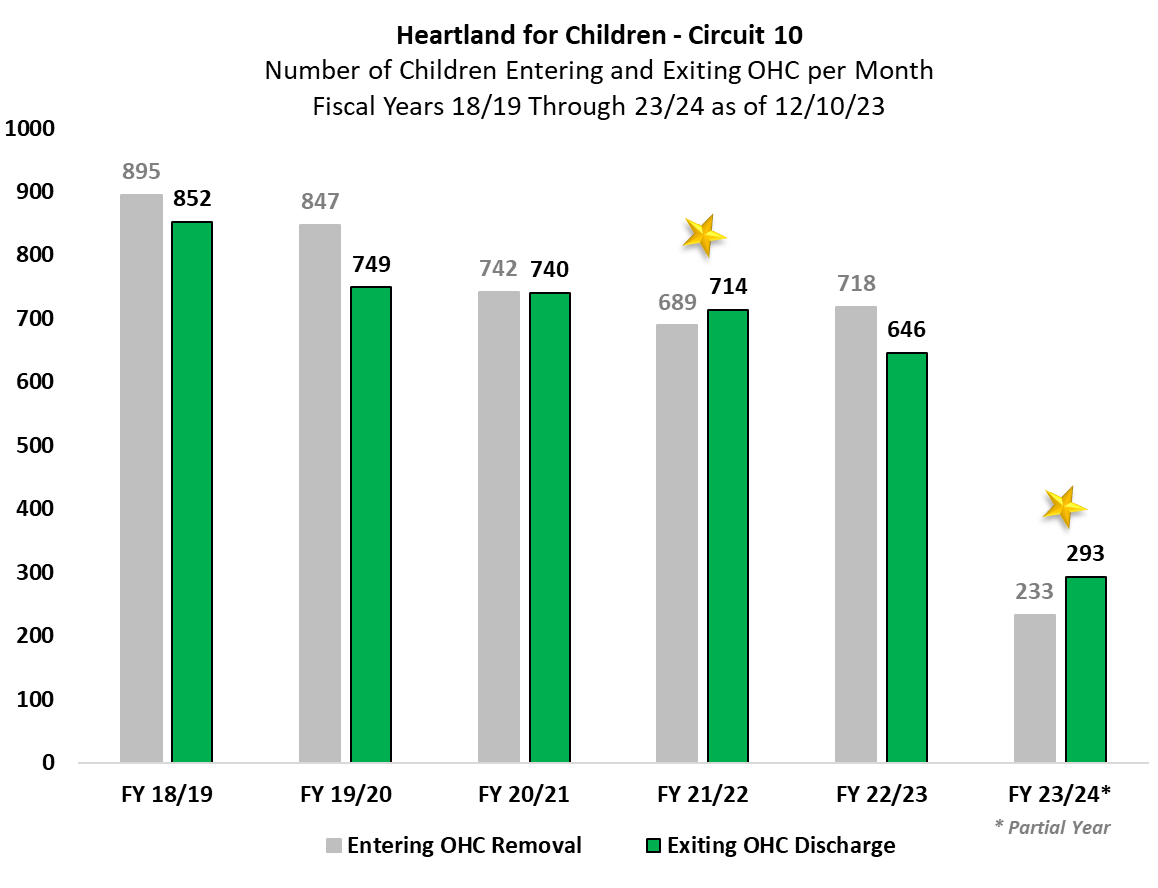 Heartland for Children - Circuit 10
Number of Children Entering and Exiting OHC per Month
Fiscal Years 18/19 Through 23/24 as of 12/10/23
1000
900
800
700
600
500
400
300
200
100
0
895
852
847
749
742
740
689
714
718
646
233
293
FY 18/19
FY 19/20
FY 20/21
FY 21/22
FY 22/23
FY 23/24*
* Partial Year
Entering OHC Removal
Exiting OHC Discharge